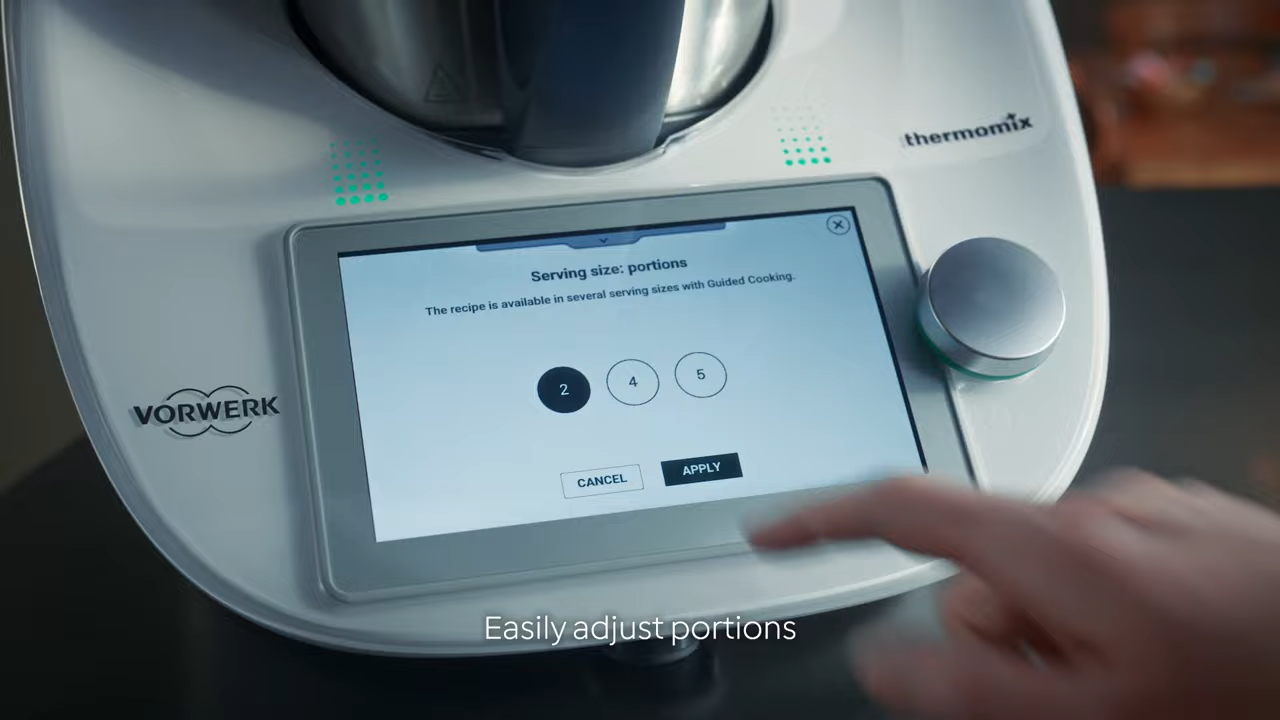 thermomix
Serving size: portions
The recipe is available in several serving sizes with Guided Cooking.
2 4 5
CANCEL APPLY
VORWERK
Easily adjust portions